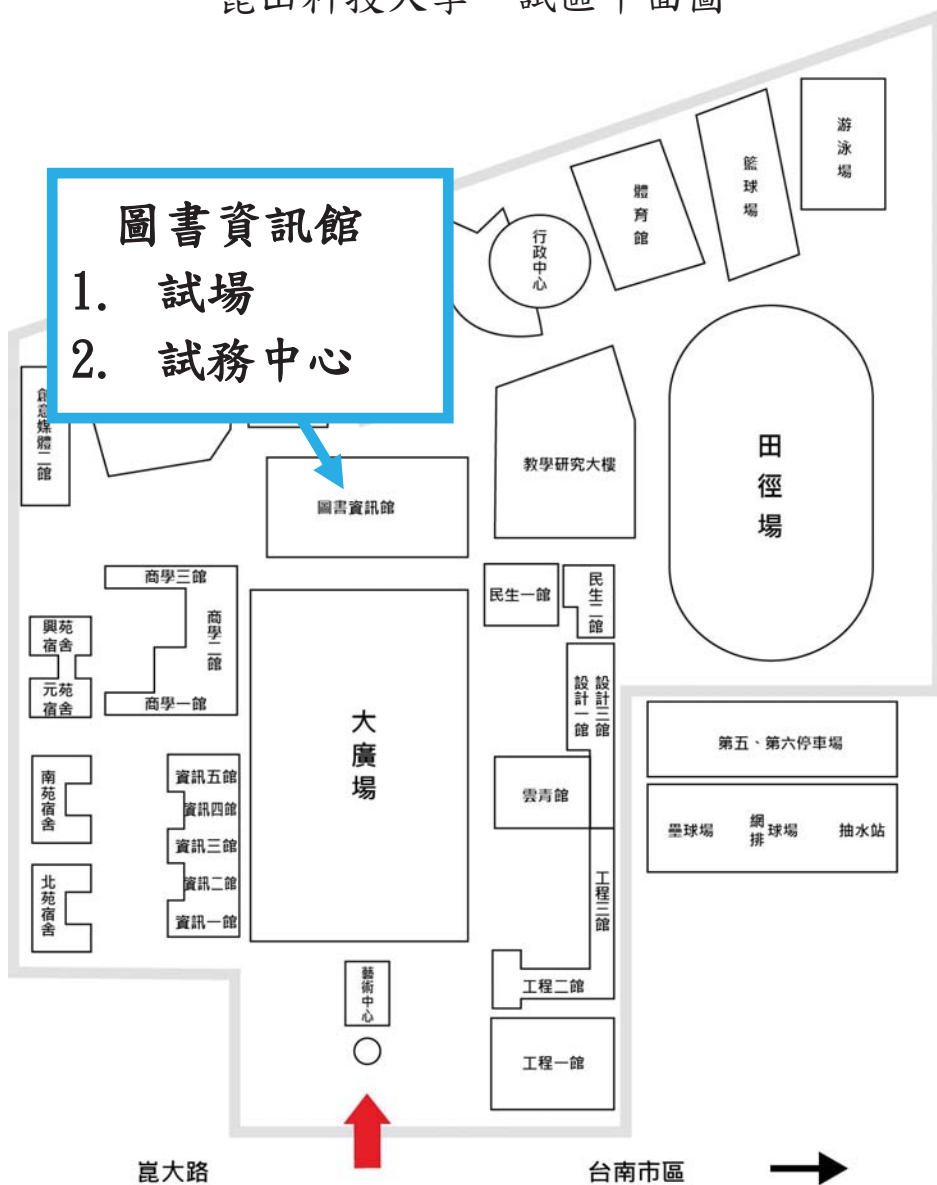 崑山科技大學 試區平面圖
游泳場
籃球場
體育館
行政中心
圖書資訊館
1. 試場
2. 試務中心
創意媒體二館
教學研究大樓
田徑場
圖書資訊館
商學三館
商學二館
商學一館
民生一館
民生二館
興苑
宿舍
元苑
宿舍
設計一館
設計三館
大廣場
第五、第六停車場
南苑宿舍
資訊五館
資訊四館
資訊三館
資訊二館
資訊一館
雲青館
壘球場
網排球場
抽水站
北苑宿舍
工程三館
藝術中心
工程二館
工程一館
崑大路
台南市區